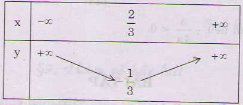 x −∞ 2/3 +∞
y +∞ +∞
1/3